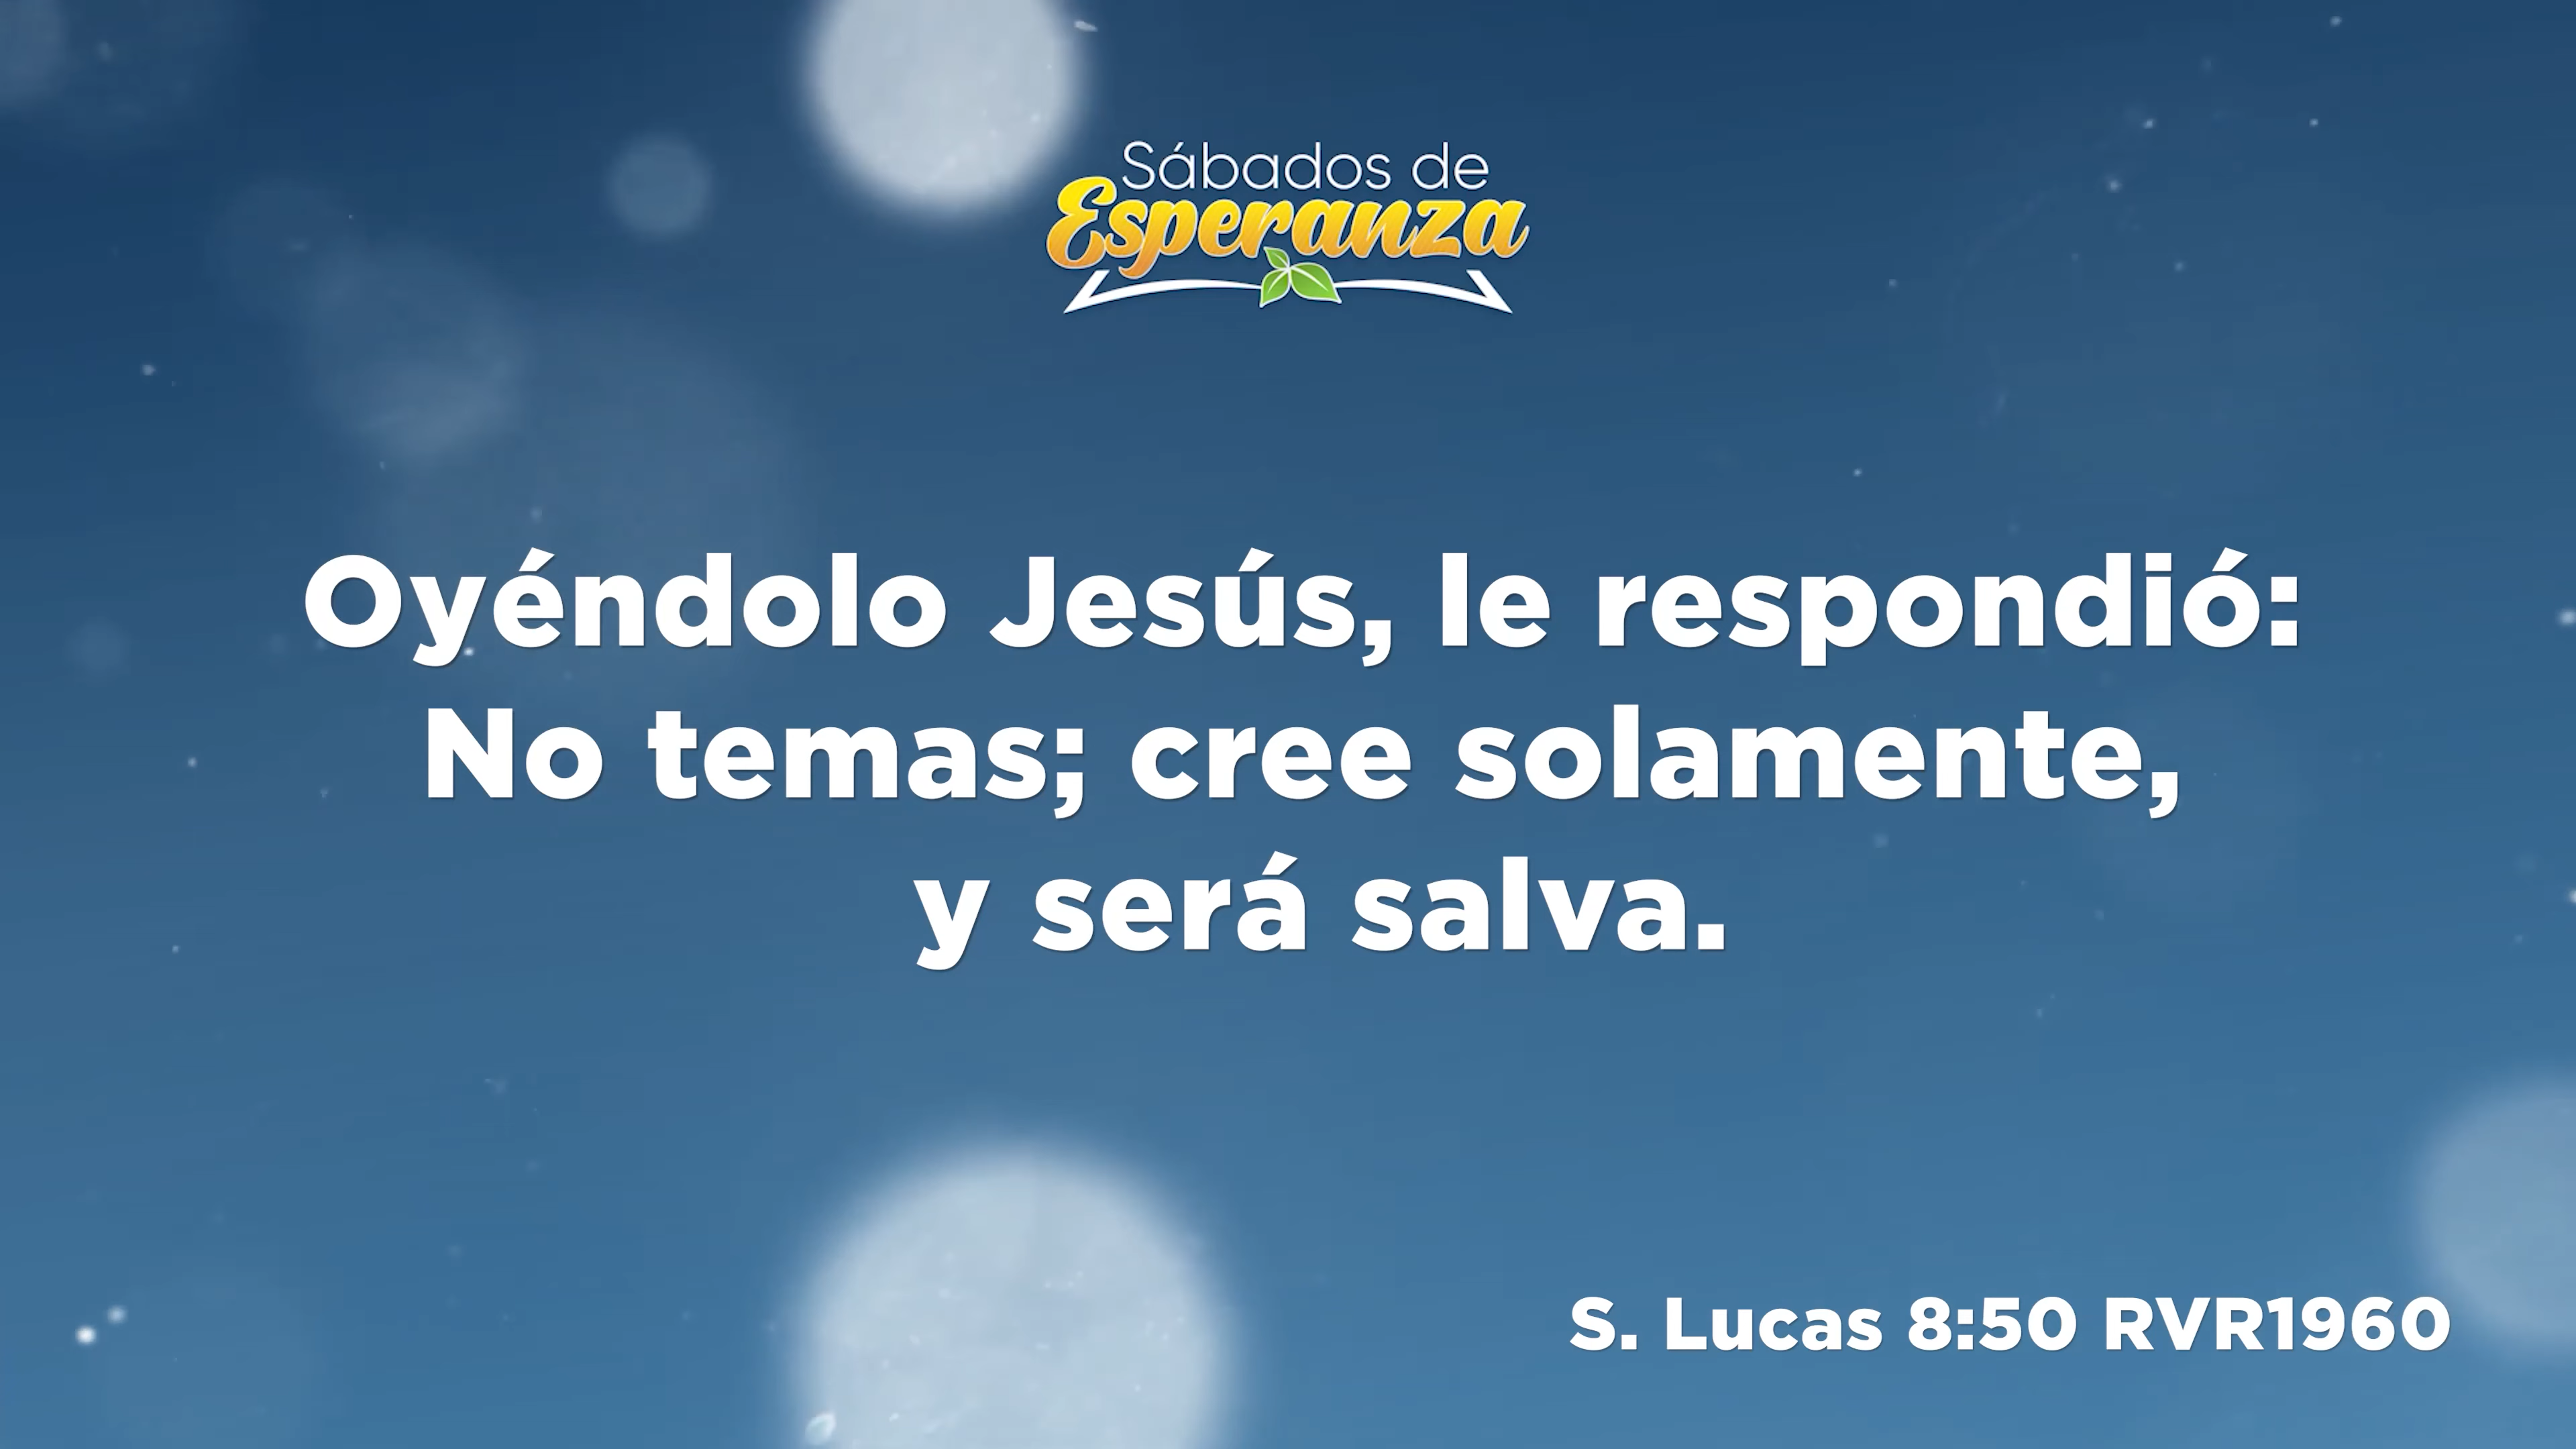 Sábados de
Esperanza
Oyéndolo Jesús, le respondió:
No temas; cree solamente,
y será salva.
S. Lucas 8:50 RVR1960